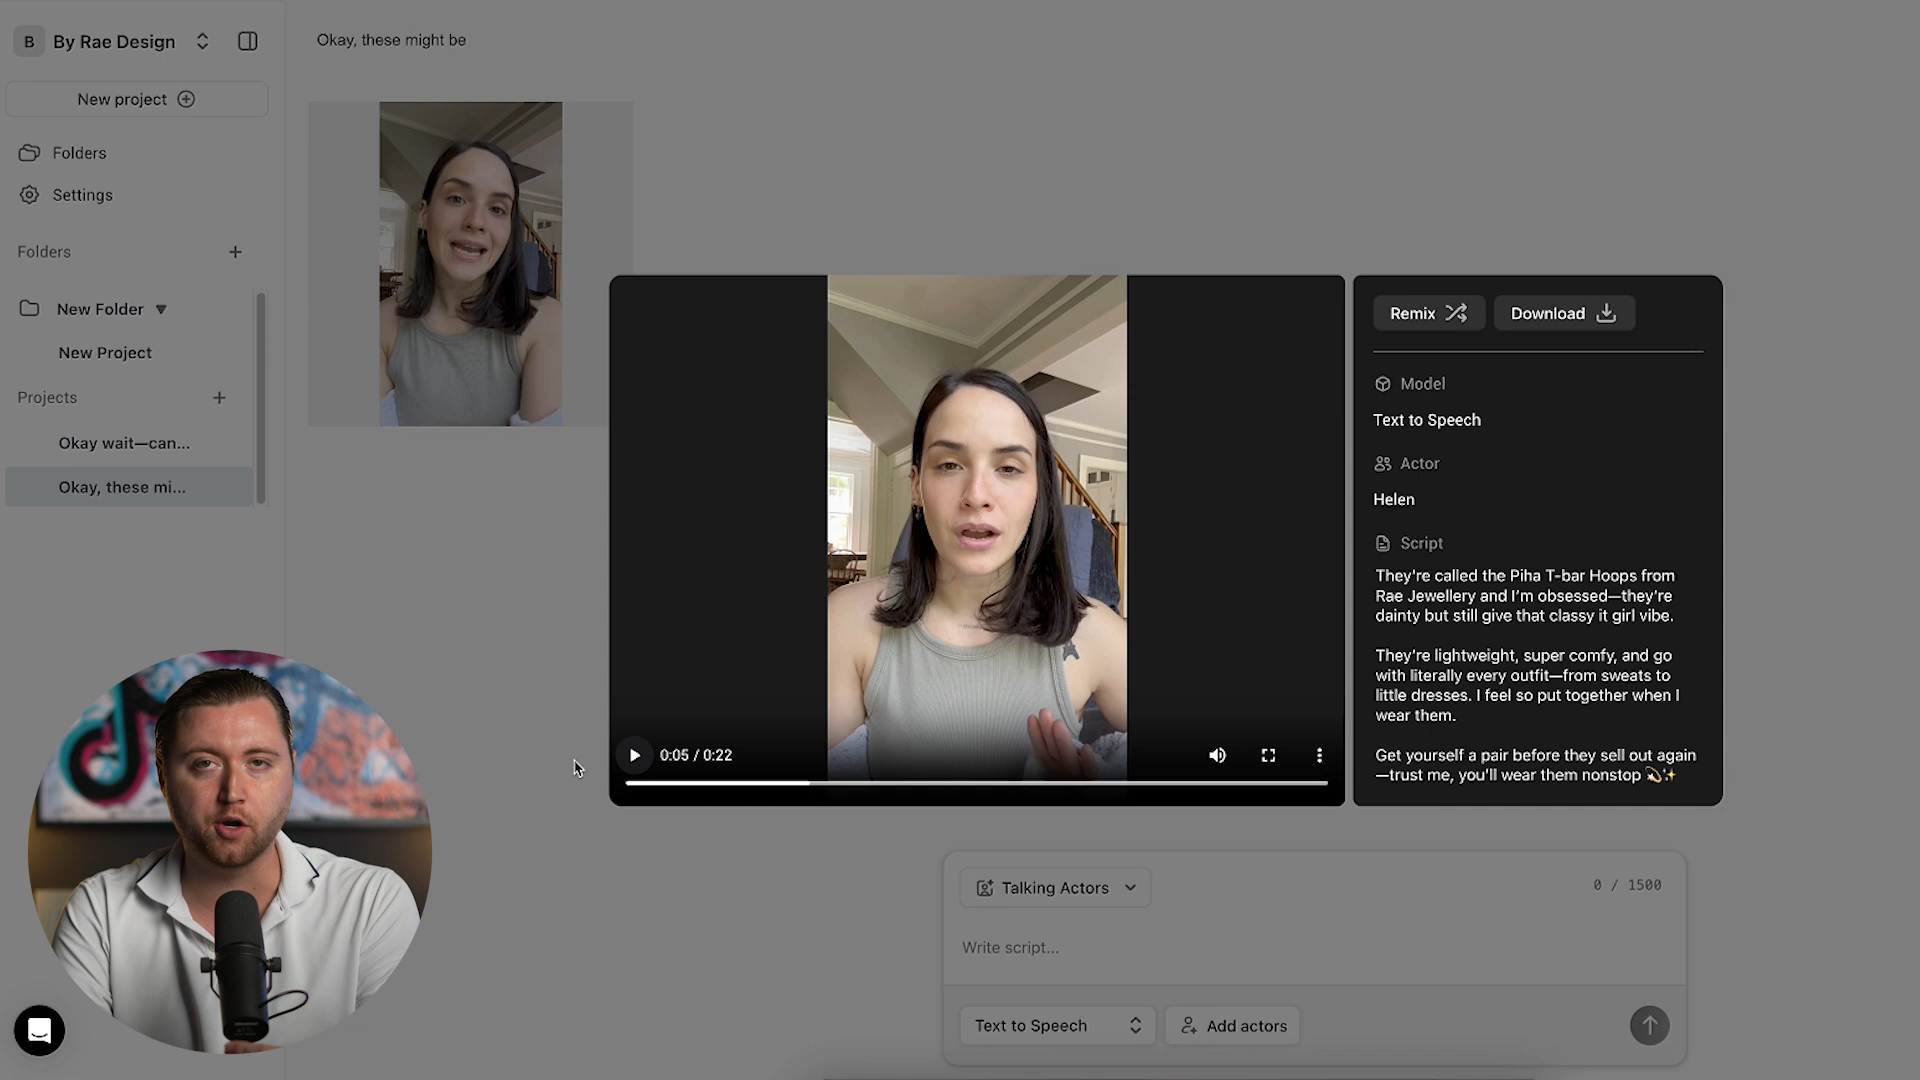 B By Rae Design
New project
Folders
Settings
Folders
New Folder
New Project
Projects
Okay wait—can...
Okay, these mi...
Okay, these might be
0:05 / 0:22
Remix
Download
Model
Text to Speech
Actor
Helen
Script
They're called the Piha T-bar Hoops from
Rae Jewellery and I'm obsessed—they're
dainty but still give that classy it girl vibe.
They're lightweight, super comfy, and go
with literally every outfit—from sweats to
little dresses. I feel so put together when I
wear them.
Get yourself a pair before they sell out again
—trust me, you'll wear them nonstop 💫✨
Talking Actors
0 / 1500
Write script...
Text to Speech
Add actors